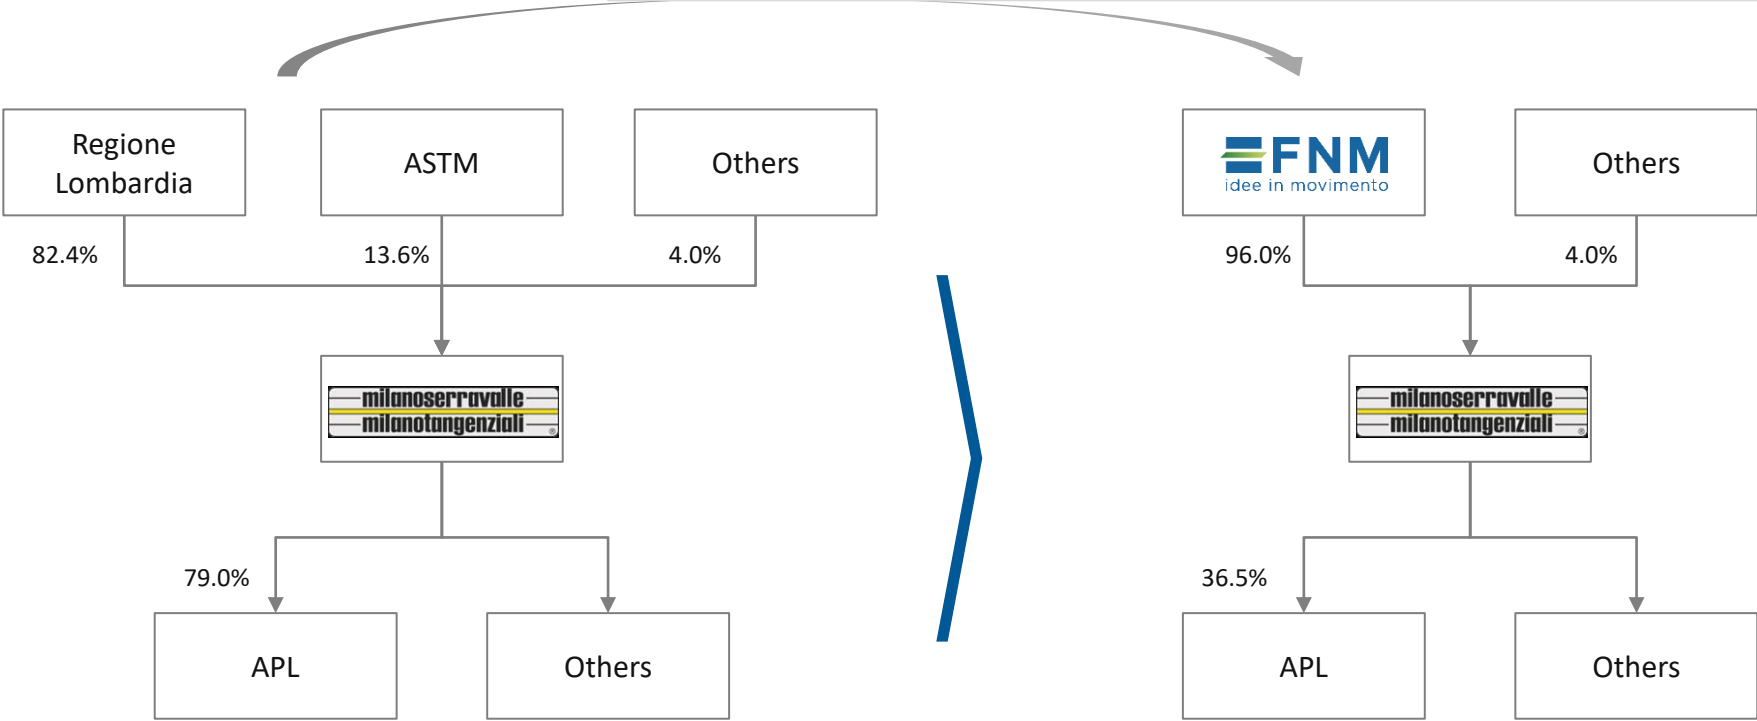 Regione
Lombardia
ASTM
Others
FNM
idee in movimento
Others
82.4%
13.6%
4.0%
96.0%
4.0%
milanoserravalle
milanotangenziali
®
milanoserravalle
milanotangenziali
®
79.0%
36.5%
APL
Others
APL
Others